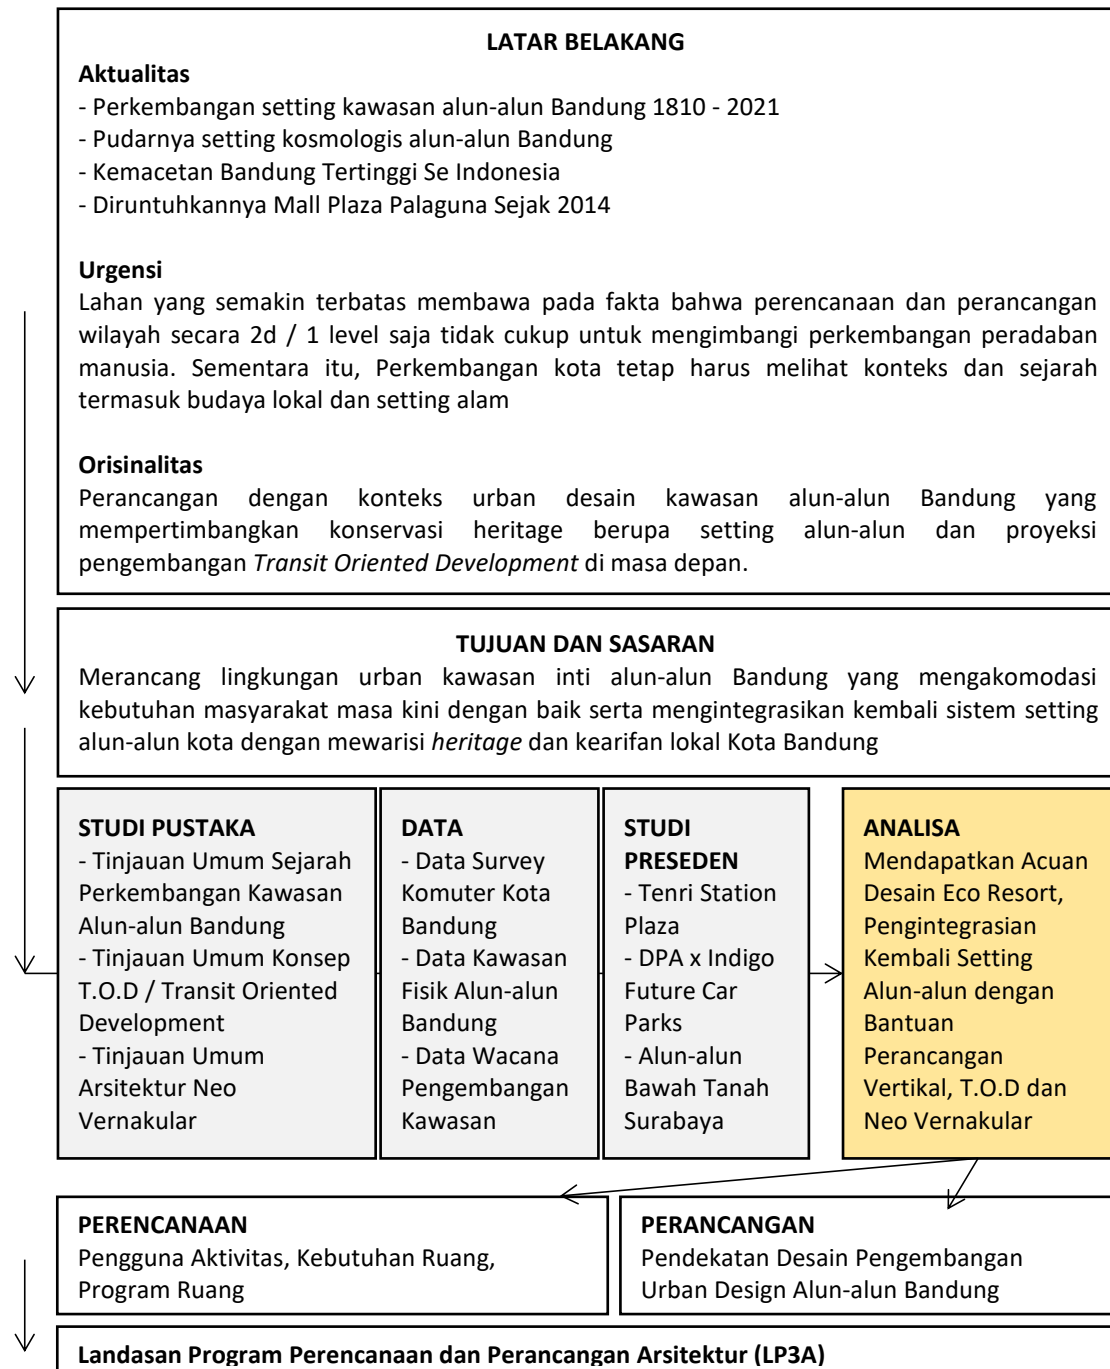 LATAR BELAKANG
Aktualitas
- Perkembangan setting kawasan alun-alun Bandung 1810 - 2021
- Pudarnya setting kosmologis alun-alun Bandung
- Kemacetan Bandung Tertinggi Se Indonesia
- Diruntuhkannya Mall Plaza Palaguna Sejak 2014
Urgensi
Lahan yang semakin terbatas membawa pada fakta bahwa perencanaan dan perancangan
wilayah secara 2d / 1 level saja tidak cukup untuk mengimbangi perkembangan peradaban
manusia. Sementara itu, Perkembangan kota tetap harus melihat konteks dan sejarah
termasuk budaya lokal dan setting alam
Orisinalitas
Perancangan dengan konteks urban desain kawasan alun-alun Bandung yang
mempertimbangkan konservasi heritage berupa setting alun-alun dan proyeksi
pengembangan Transit Oriented Development di masa depan.
TUJUAN DAN SASARAN
Merancang lingkungan urban kawasan inti alun-alun Bandung yang mengakomodasi
kebutuhan masyarakat masa kini dengan baik serta mengintegrasikan kembali sistem setting
alun-alun kota dengan mewarisi heritage dan kearifan lokal Kota Bandung
STUDI PUSTAKA
- Tinjauan Umum Sejarah
Perkembangan Kawasan
Alun-alun Bandung
- Tinjauan Umum Konsep
T.O.D / Transit Oriented
Development
- Tinjauan Umum
Arsitektur Neo
Vernakular
DATA
- Data Survey
Komuter Kota
Bandung
- Data Kawasan
Fisik Alun-alun
Bandung
- Data Wacana
Pengembangan
Kawasan
STUDI
PRESEDEN
- Tenri Station
Plaza
- DPA x Indigo
Future Car
Parks
- Alun-alun
Bawah Tanah
Surabaya
ANALISA
Mendapatkan Acuan
Desain Eco Resort,
Pengintegrasian
Kembali Setting
Alun-alun dengan
Bantuan
Perancangan
Vertikal, T.O.D dan
Neo Vernakular
PERENCANAAN
Pengguna Aktivitas, Kebutuhan Ruang,
Program Ruang
PERANCANGAN
Pendekatan Desain Pengembangan
Urban Design Alun-alun Bandung
Landasan Program Perencanaan dan Perancangan Arsitektur (LP3A)